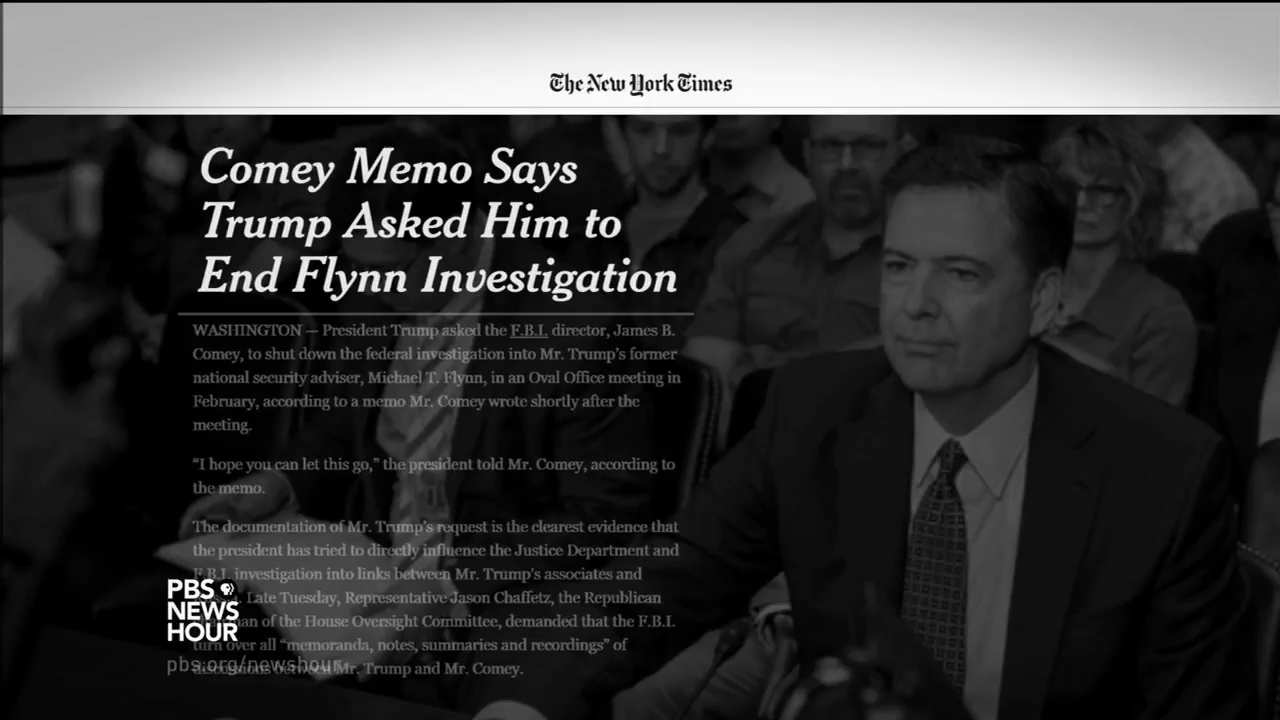 The New York Times
Comey Memo Says
Trump Asked Him to
End Flynn Investigation
WASHINGTON — President Trump asked the F.B.I. director, James B.
Comey, to shut down the federal investigation into Mr. Trump's former
national security adviser, Michael T. Flynn, in an Oval Office meeting in
February, according to a memo Mr. Comey wrote shortly after the
meeting.
“I hope you can let this go,” the president told Mr. Comey, according to
the memo.
The documentation of Mr. Trump's request is the clearest evidence that
the president has tried to directly influence the Justice Department and
F.B.I. investigation into links between Mr. Trump's associates and
Late Tuesday, Representative Jason Chaffetz, the Republican
of the House Oversight Committee, demanded that the F.B.I.
turn over all “memoranda, notes, summaries and recordings” of
discussions between Mr. Trump and Mr. Comey.
PBS
NEWS
HOUR
pbs.org/newshour